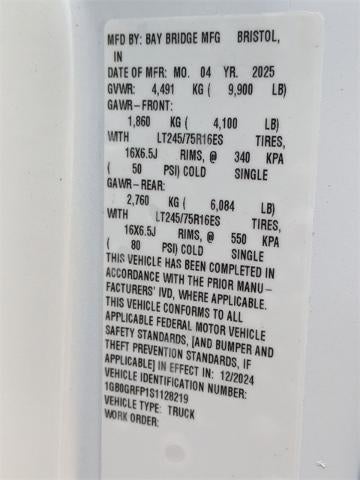 MFD BY: BAY BRIDGE MFG BRISTOL,
IN
DATE OF MFR: MO. 04 YR. 2025
GVWR: 4,491 KG ( 9,900 LB)
GAWR-FRONT:
1,860 KG ( 4,100 LB)
WITH LT245/75R16ES TIRES,
16X6.5J RIMS, @ 340 KPA
( 50 PSI) COLD SINGLE
GAWR-REAR:
2,760 KG ( 6,084 LB)
WITH LT245/75R16ES TIRES,
16X6.5J RIMS, @ 550 KPA
( 80 PSI) COLD SINGLE
THIS VEHICLE HAS BEEN COMPLETED IN
ACCORDANCE WITH THE PRIOR MANU-
FACTURERS' IVD, WHERE APPLICABLE.
THIS VEHICLE CONFORMS TO ALL
APPLICABLE FEDERAL MOTOR VEHICLE
SAFETY STANDARDS, [AND BUMPER AND
THEFT PREVENTION STANDARDS, IF
APPLICABLE] IN EFFECT IN: 12/2024
VEHICLE IDENTIFICATION NUMBER:
1GB0GRFP1S1128219
VEHICLE TYPE: TRUCK
WORK ORDER: